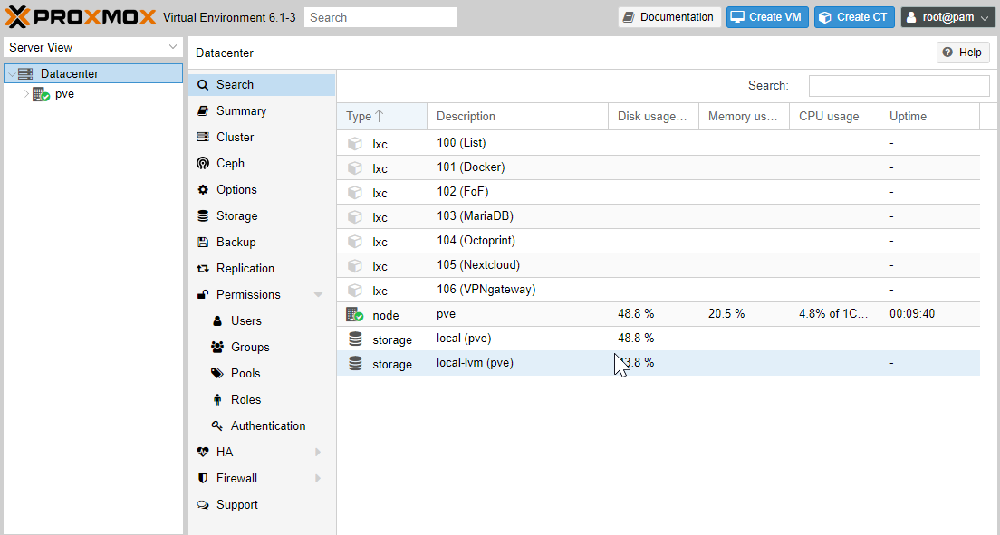 PROXMOX Virtual Environment 6.1-3 Search Documentation Create VM Create CT root@pam
Server View
Datacenter
pve
Datacenter Help
Search
Summary
Cluster
Ceph
Options
Storage
Backup
Replication
Permissions
Users
Groups
Pools
Roles
Authentication
HA
Firewall
Support
Search:
Type Description Disk usage... Memory us... CPU usage Uptime
lxc 100 (List) -
lxc 101 (Docker) -
lxc 102 (FoF) -
lxc 103 (MariaDB) -
lxc 104 (Octoprint) -
lxc 105 (Nextcloud) -
lxc 106 (VPNgateway) -
node pve 48.8 % 20.5 % 4.8% of 1C... 00:09:40
storage local (pve) 48.8 % -
storage local-lvm (pve) -